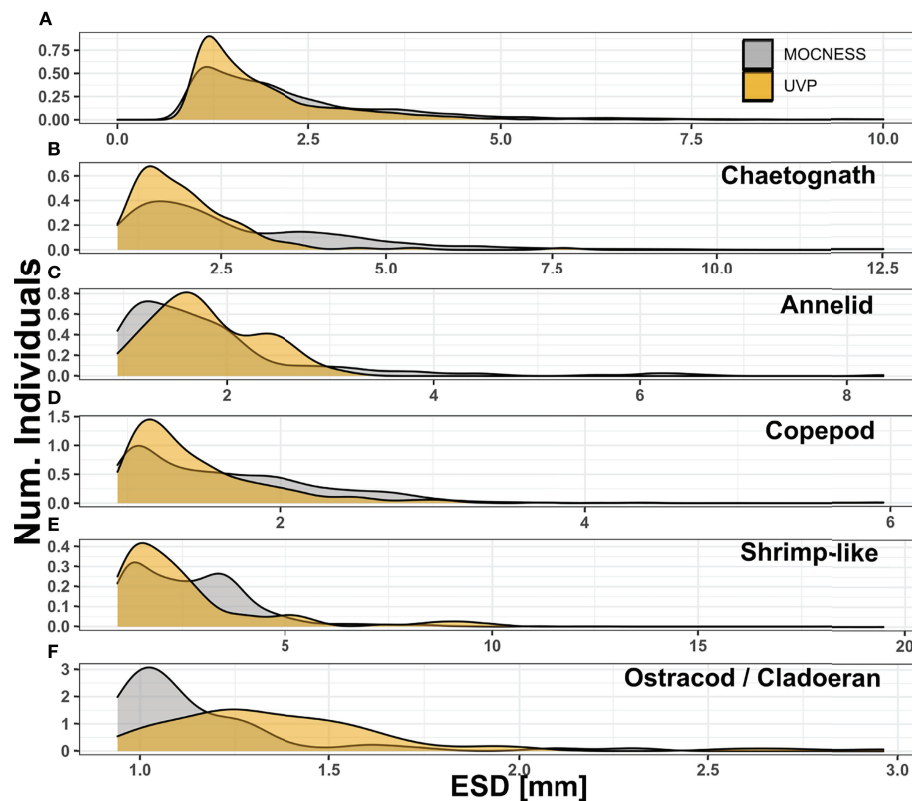 A
0.75
0.50
0.25
0.00
MOCNESS
UVP
0.0 2.5 5.0 7.5 10.0
B
0.6
0.4
0.2
0.0
Chaetognath
2.5 5.0 7.5 10.0 12.5
C
0.8
0.6
0.4
0.2
0.0
Annelid
2 4 6 8
D
1.5
1.0
0.5
0.0
Copepod
2 4 6
E
0.4
0.3
0.2
0.1
0.0
Shrimp-like
5 10 15 20
F
3
2
1
0
Ostracod / Cladoeran
1.0 1.5 2.0 2.5 3.0
Num. Individuals
ESD [mm]